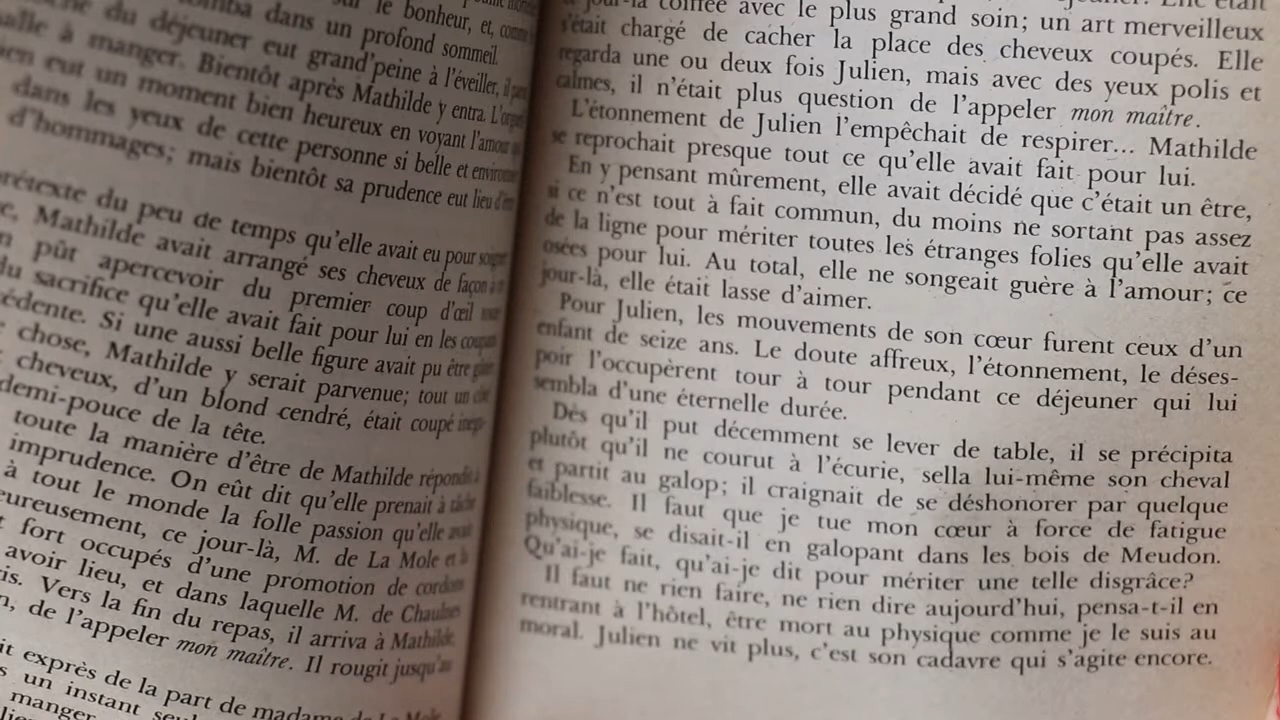 le bonheur, et, comme
dans un profond sommeil.
du déjeuner eut grand'peine à l'éveiller, il
à manger. Bientôt après Mathilde y entra.
eut un moment bien heureux en voyant l'amour
dans les yeux de cette personne si belle et
d'hommages; mais bientôt sa prudence eut lieu
du peu de temps qu'elle avait eu pour
Mathilde avait arrangé ses cheveux de façon à
pût apercevoir du premier coup d'œil
du sacrifice qu'elle avait fait pour lui en les
Si une aussi belle figure avait pu être
chose, Mathilde y serait parvenue; tout un
cheveux, d'un blond cendré, était coupé
demi-pouce de la tête.
toute la manière d'être de Mathilde répondit à
imprudence. On eût dit qu'elle prenait à tâche
à tout le monde la folle passion qu'elle
ce jour-là, M. de La Mole et
fort occupés d'une promotion de cordons
avoir lieu, et dans laquelle M. de Chaulnes
Vers la fin du repas, il arriva à Mathilde,
de l'appeler mon maître. Il rougit
exprès de la part de madame de La Mole
un instant
manger
coiffée avec le plus grand soin; un art merveilleux
s'était chargé de cacher la place des cheveux coupés. Elle
regarda une ou deux fois Julien, mais avec des yeux polis et
calmes, il n'était plus question de l'appeler mon maître.
L'étonnement de Julien l'empêchait de respirer... Mathilde
se reprochait presque tout ce qu'elle avait fait pour lui.
En y pensant mûrement, elle avait décidé que c'était un être,
si ce n'est tout à fait commun, du moins ne sortant pas assez
de la ligne pour mériter toutes les étranges folies qu'elle avait
osées pour lui. Au total, elle ne songeait guère à l'amour; ce
jour-là, elle était lasse d'aimer.
Pour Julien, les mouvements de son cœur furent ceux d'un
enfant de seize ans. Le doute affreux, l'étonnement, le déses-
poir l'occupèrent tour à tour pendant ce déjeuner qui lui
sembla d'une éternelle durée.
Dès qu'il put décemment se lever de table, il se précipita
plutôt qu'il ne courut à l'écurie, sella lui-même son cheval
et partit au galop; il craignait de se déshonorer par quelque
faiblesse. Il faut que je tue mon cœur à force de fatigue
physique, se disait-il en galopant dans les bois de Meudon.
Qu'ai-je fait, qu'ai-je dit pour mériter une telle disgrâce?
Il faut ne rien faire, ne rien dire aujourd'hui, pensa-t-il en
rentrant à l'hôtel, être mort au physique comme je le suis au
moral. Julien ne vit plus, c'est son cadavre qui s'agite encore.